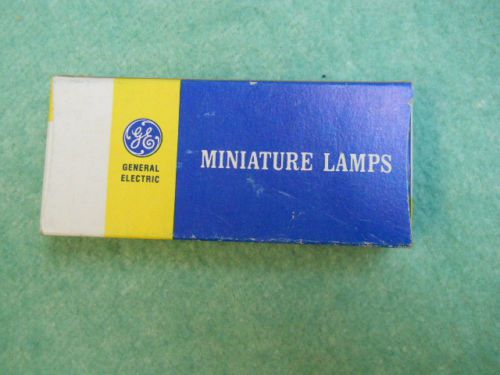 GE
GENERAL
ELECTRIC
MINIATURE LAMPS